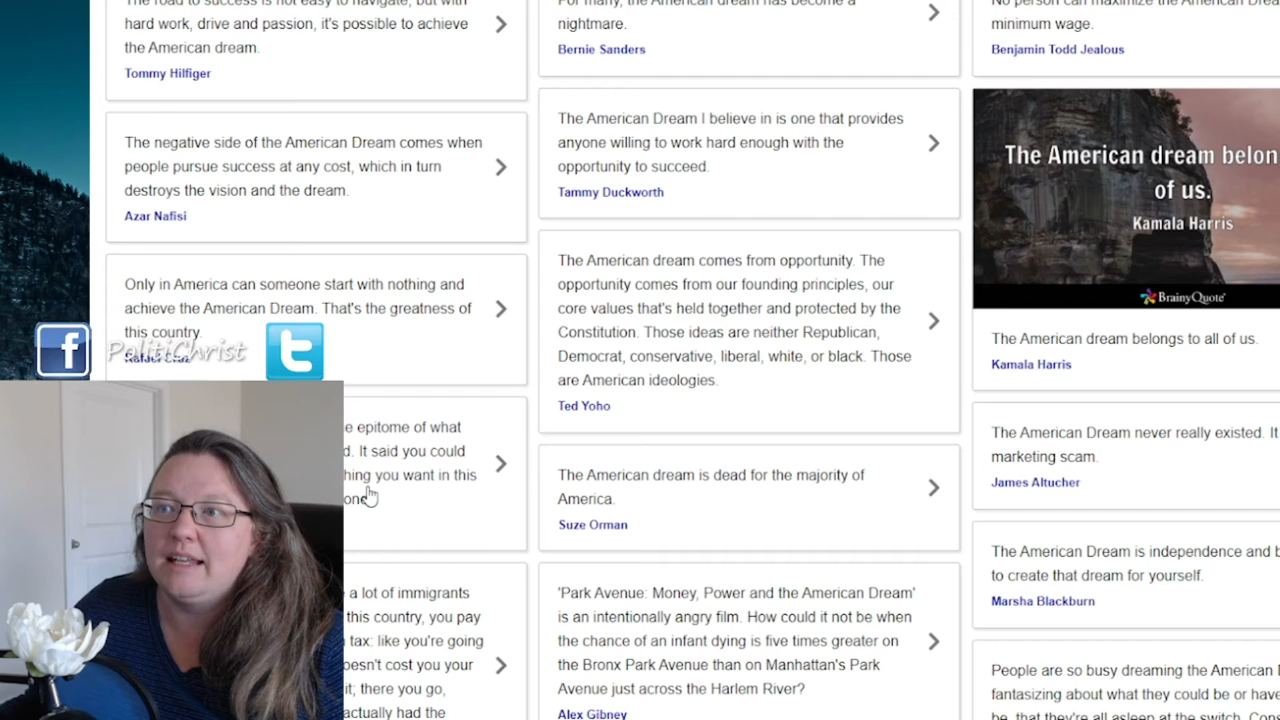 The road to success is not easy to navigate, but with
hard work, drive and passion, it's possible to achieve
the American dream.
Tommy Hilfiger
The negative side of the American Dream comes when
people pursue success at any cost, which in turn
destroys the vision and the dream.
Azar Nafisi
Only in America can someone start with nothing and
achieve the American Dream. That's the greatness of
this country.
Rafael Cruz
PolitiChrist
e epitome of what
d. It said you could
hing you want in this
one
a lot of immigrants
this country, you pay
tax: like you're going
esn't cost you your
it; there you go,
actually had the
For many, the American dream has become a
nightmare.
Bernie Sanders
The American Dream I believe in is one that provides
anyone willing to work hard enough with the
opportunity to succeed.
Tammy Duckworth
The American dream comes from opportunity. The
opportunity comes from our founding principles, our
core values that's held together and protected by the
Constitution. Those ideas are neither Republican,
Democrat, conservative, liberal, white, or black. Those
are American ideologies.
Ted Yoho
The American dream is dead for the majority of
America.
Suze Orman
'Park Avenue: Money, Power and the American Dream'
is an intentionally angry film. How could it not be when
the chance of an infant dying is five times greater on
the Bronx Park Avenue than on Manhattan's Park
Avenue just across the Harlem River?
Alex Gibney
No person can maximize the American Drea
minimum wage.
Benjamin Todd Jealous
The American dream belon
of us.
Kamala Harris
BrainyQuote
The American dream belongs to all of us.
Kamala Harris
The American Dream never really existed. It
marketing scam.
James Altucher
The American Dream is independence and b
to create that dream for yourself.
Marsha Blackburn
People are so busy dreaming the American D
fantasizing about what they could be or have
be, that they're all asleep at the switch. Cons